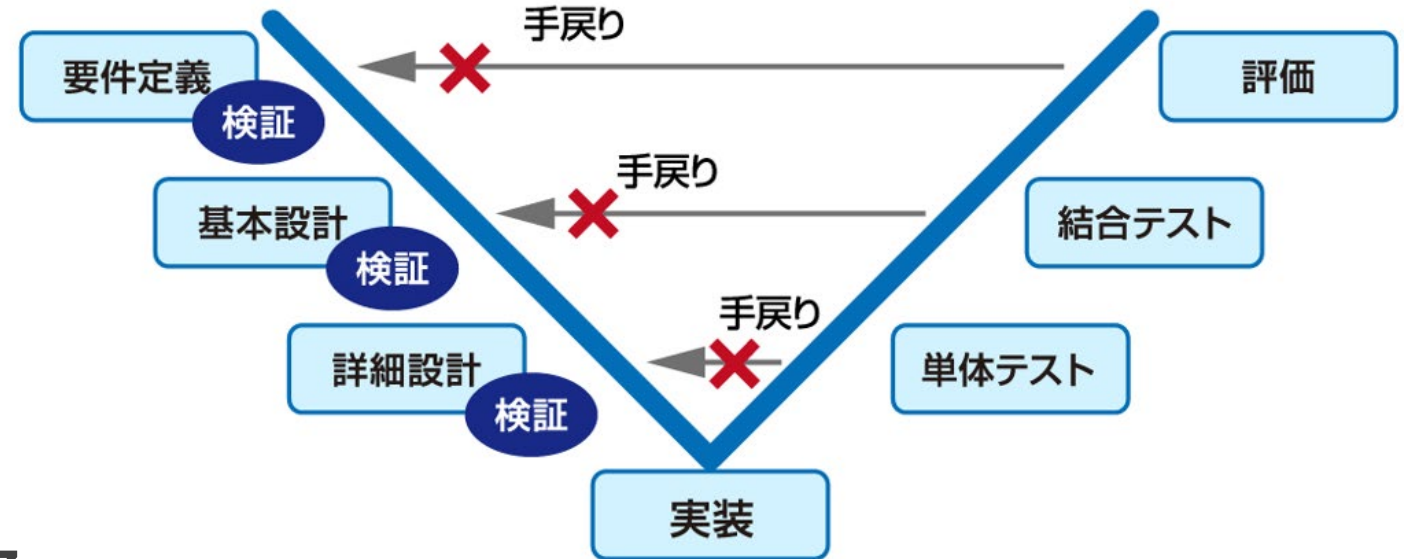 手戻り
要件定義
検証
評価
手戻り
基本設計
検証
結合テスト
手戻り
詳細設計
検証
単体テスト
実装